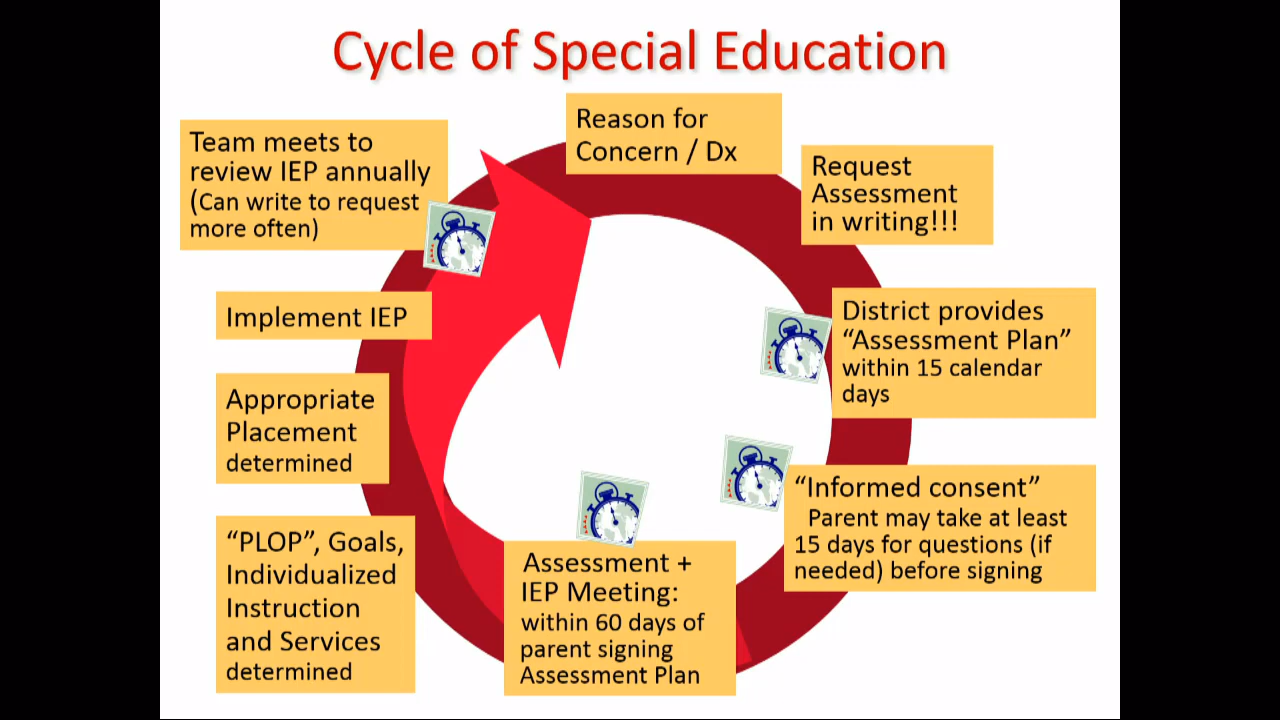 Cycle of Special Education
Reason for
Concern / Dx
Request
Assessment
in writing!!!
District provides
“Assessment Plan”
within 15 calendar
days
“Informed consent”
Parent may take at least
15 days for questions (if
needed) before signing
Assessment +
IEP Meeting:
within 60 days of
parent signing
Assessment Plan
“PLOP”, Goals,
Individualized
Instruction
and Services
determined
Appropriate
Placement
determined
Implement IEP
Team meets to
review IEP annually
(Can write to request
more often)